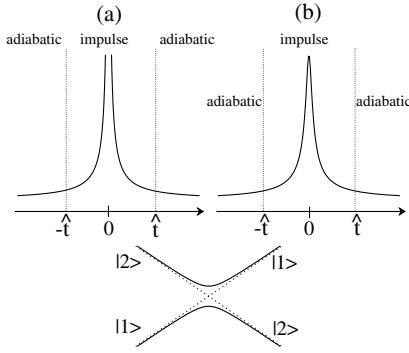 (a) (b)
adiabatic impulse adiabatic impulse
adiabatic adiabatic
-t̂ 0 t̂ -t̂ 0 t̂
|2> |1>
|1> |2>